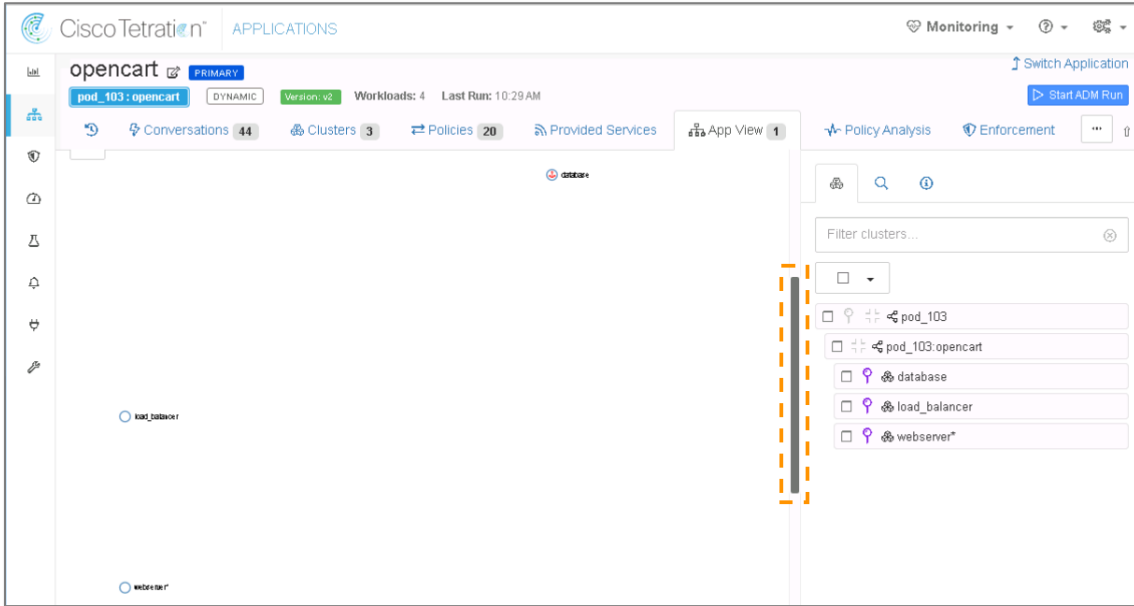 Cisco Tetration™ APPLICATIONS Monitoring
opencart PRIMARY Switch Application
pod_103 : opencart DYNAMIC Version: v2 Workloads: 4 Last Run: 10:29 AM Start ADM Run
Conversations 44 Clusters 3 Policies 20 Provided Services App View 1 Policy Analysis Enforcement ...
database
Filter clusters...
pod_103
pod_103:opencart
database
load_balancer
load_balancer
webserver*
webserver*